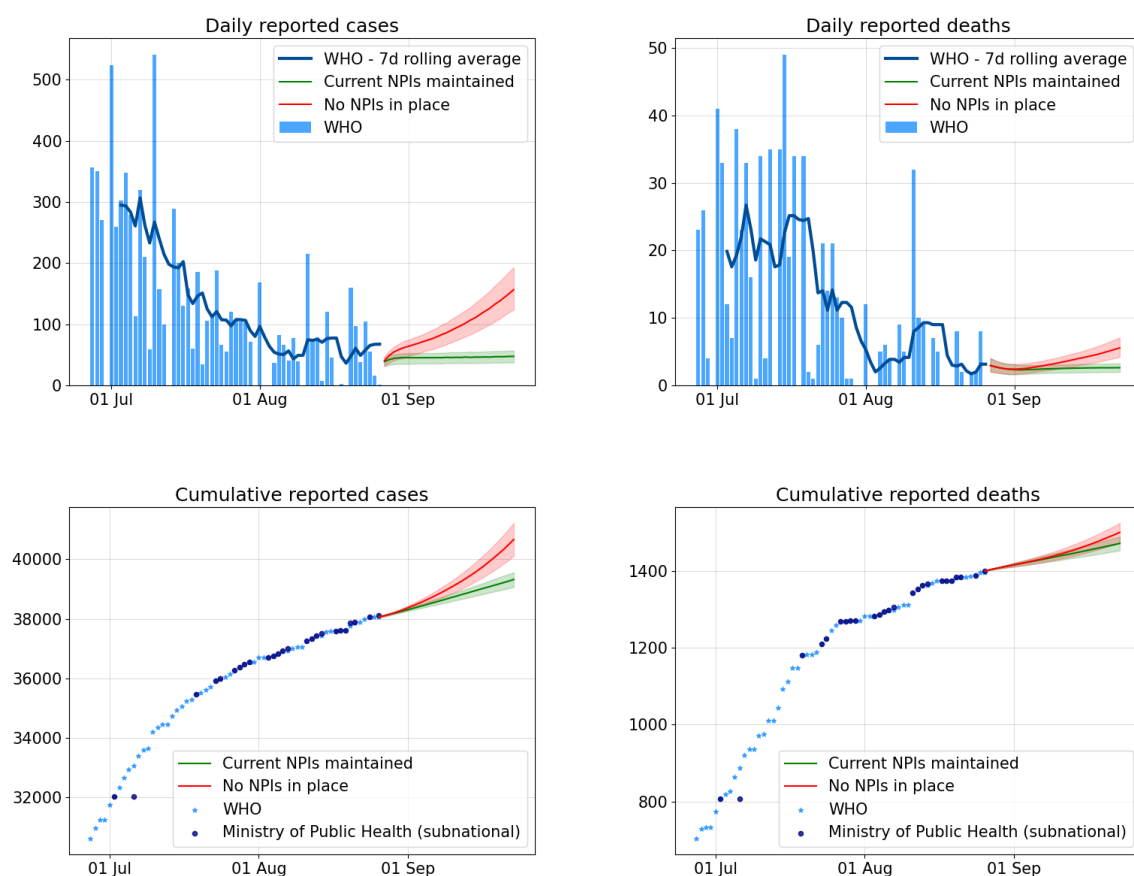 Daily reported cases
WHO - 7d rolling average
Current NPIs maintained
No NPIs in place
WHO
500
400
300
200
100
0
01 Jul
01 Aug
01 Sep
Daily reported deaths
WHO - 7d rolling average
Current NPIs maintained
No NPIs in place
WHO
50
40
30
20
10
0
01 Jul
01 Aug
01 Sep
Cumulative reported cases
40000
38000
36000
34000
32000
Current NPIs maintained
No NPIs in place
WHO
Ministry of Public Health (subnational)
01 Jul
01 Aug
01 Sep
Cumulative reported deaths
1400
1200
1000
800
Current NPIs maintained
No NPIs in place
WHO
Ministry of Public Health (subnational)
01 Jul
01 Aug
01 Sep